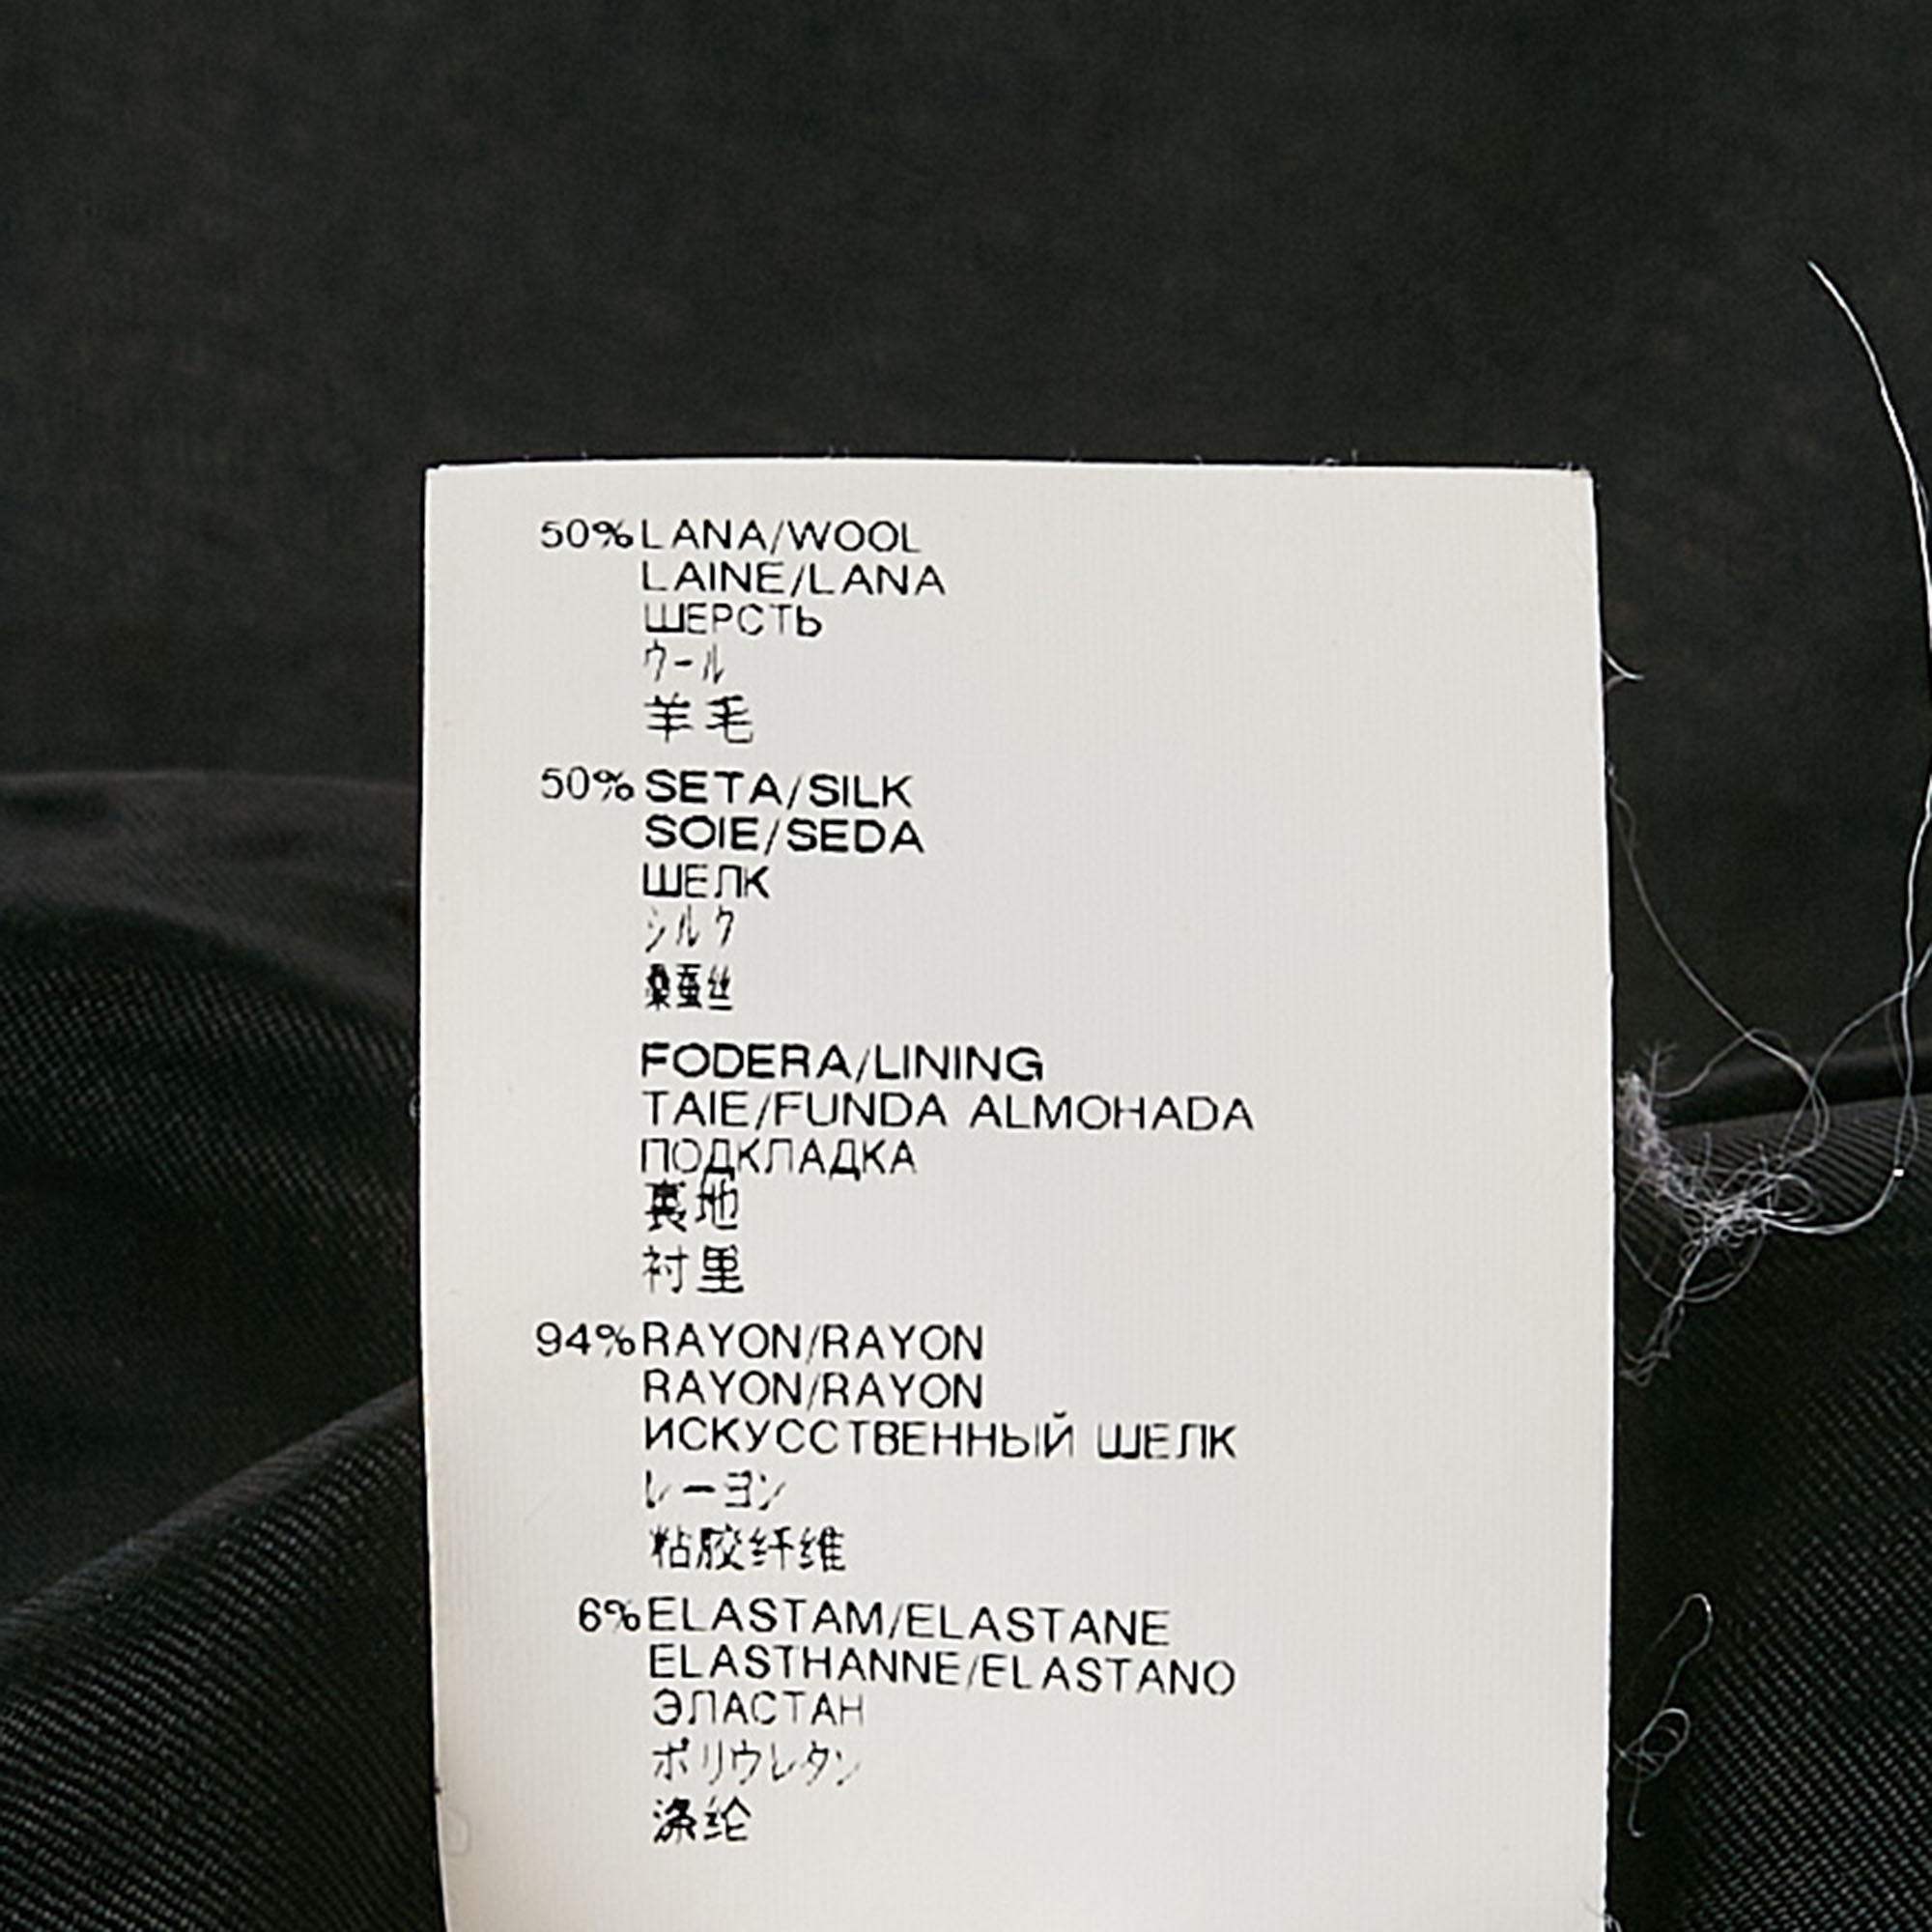 50% LANA/WOOL
LAINE/LANA
ШЕРСТЬ
ウール
羊毛
50% SETA/SILK
SOIE/SEDA
ШЕЛК
シルク
桑蚕丝
FODERA/LINING
TAIE/FUNDA ALMOHADA
ПОДКЛАДКА
裏地
衬里
94% RAYON/RAYON
RAYON/RAYON
ИСКУССТВЕННЫЙ ШЕЛК
レーヨン
粘胶纤维
6% ELASTAM/ELASTANE
ELASTHANNE/ELASTANO
ЭЛАСТАН
ポリウレタン
涤纶